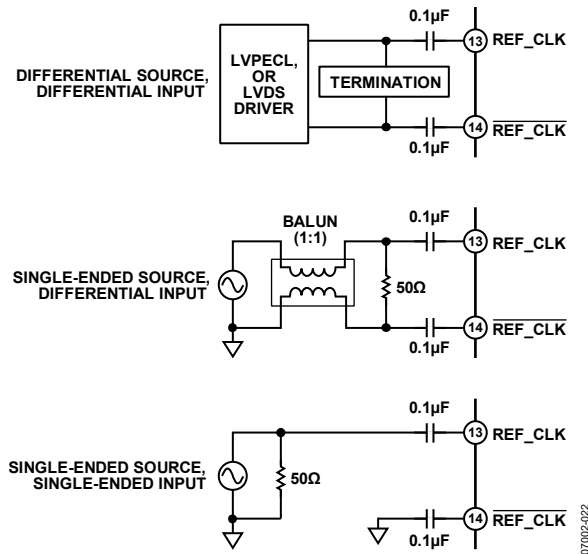 0.1µF
13 REF_CLK
LVPECL,
OR
LVDS
DRIVER
TERMINATION
DIFFERENTIAL SOURCE,
DIFFERENTIAL INPUT
14 REF_CLK
0.1µF
BALUN
(1:1)
0.1µF
13 REF_CLK
SINGLE-ENDED SOURCE,
DIFFERENTIAL INPUT
50Ω
14 REF_CLK
0.1µF
0.1µF
13 REF_CLK
SINGLE-ENDED SOURCE,
SINGLE-ENDED INPUT
50Ω
14 REF_CLK
0.1µF
07002-022